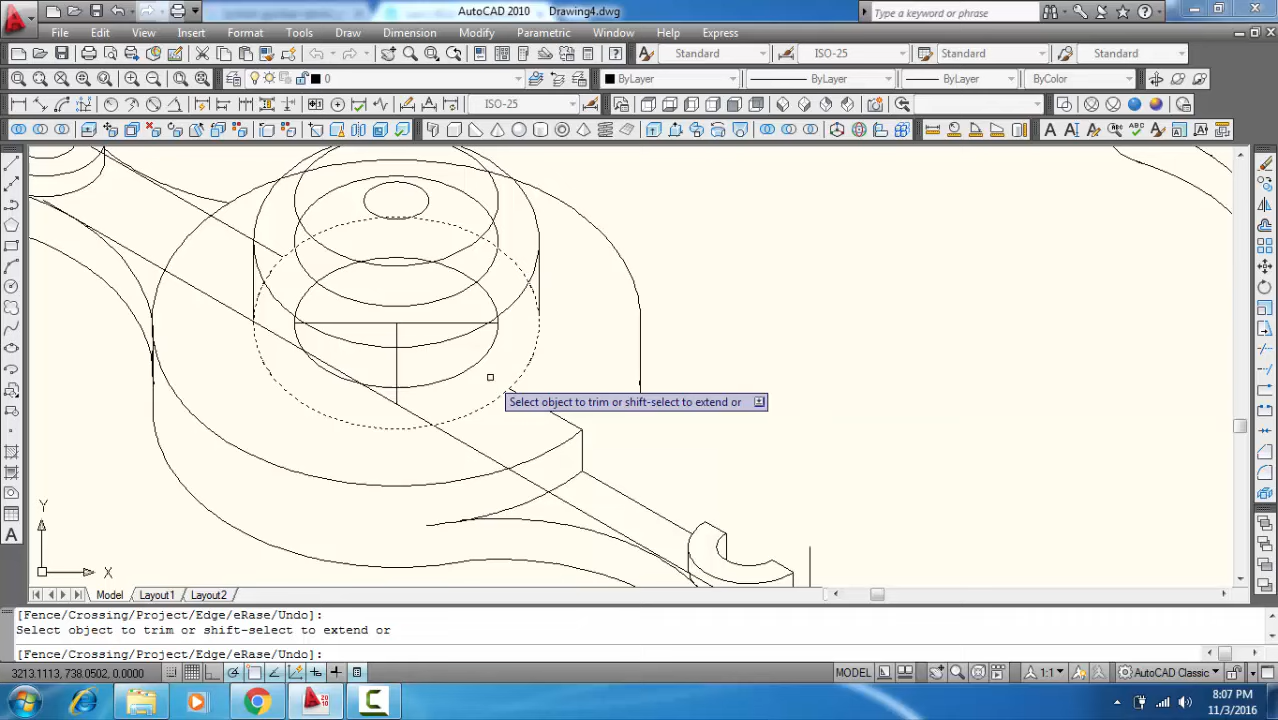 AutoCAD 2010 Drawing4.dwg
Type a keyword or phrase
File Edit View Insert Format Tools Draw Dimension Modify Parametric Window Help Express
Standard ISO-25 Standard Standard
0 ByLayer ByLayer ByLayer ByColor
ISO-25
Select object to trim or shift-select to extend or
Y
X
Model Layout1 Layout2
[Fence/Crossing/Project/Edge/eRase/Undo]:
Select object to trim or shift-select to extend or
[Fence/Crossing/Project/Edge/eRase/Undo]:
3213.1113, 738.0502, 0.0000 MODEL 1:1 AutoCAD Classic
8:07 PM
11/3/2016